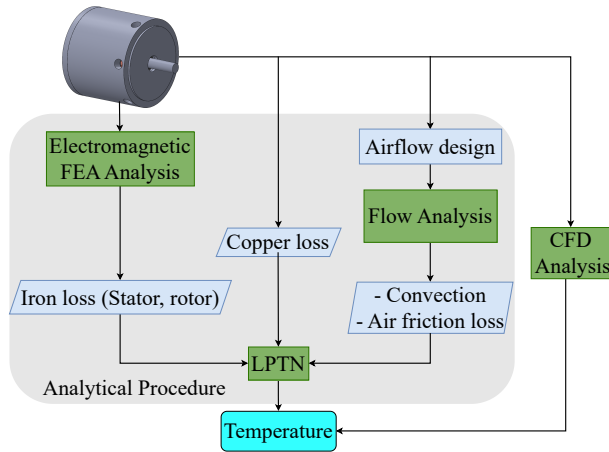 Electromagnetic
FEA Analysis
Airflow design
Flow Analysis
Copper loss
CFD
Analysis
Iron loss (Stator, rotor)
- Convection
- Air friction loss
LPTN
Analytical Procedure
Temperature